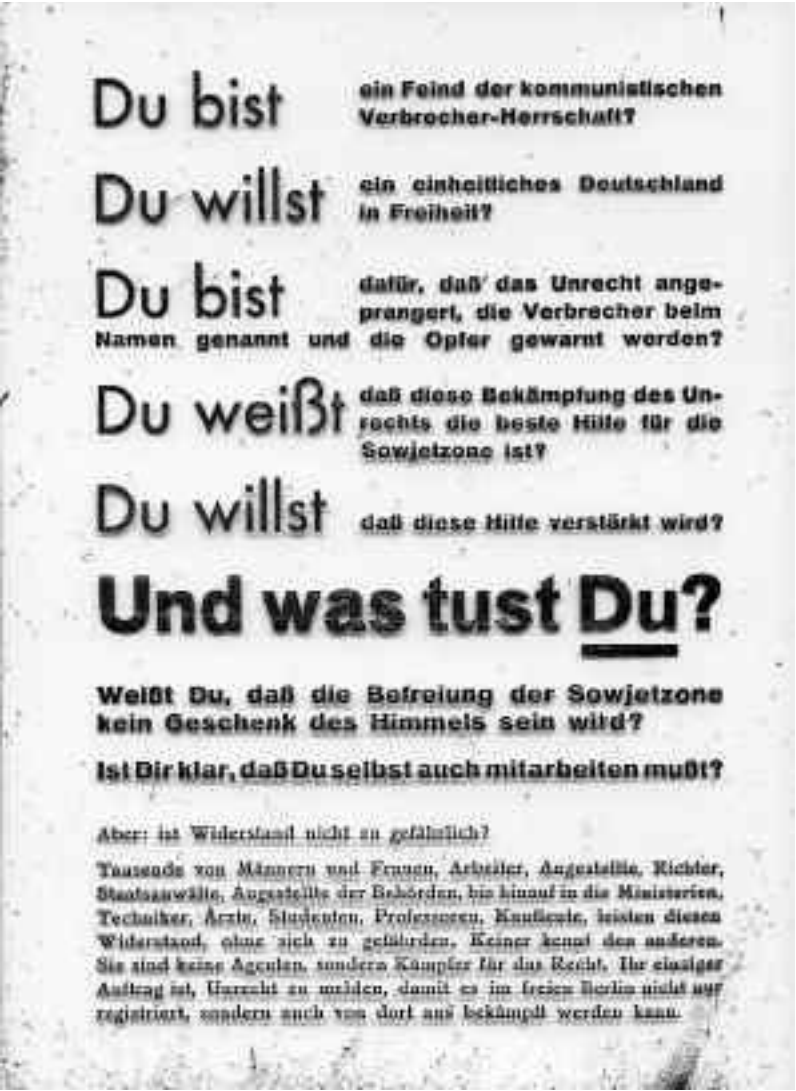 Du bist ein Feind der kommunistischen
Verbrecher-Herrschaft?
Du willst ein einheitliches Deutschland
in Freiheit?
Du bist dafür, daß das Unrecht ange-
prangert, die Verbrecher beim
Namen genannt und die Opfer gewarnt werden?
Du weißt daß diese Bekämpfung des Un-
rechts die beste Hilfe für die
Sowjetzone ist?
Du willst daß diese Hilfe verstärkt wird?
Und was tust Du?
Weißt Du, daß die Befreiung der Sowjetzone
kein Geschenk des Himmels sein wird?
Ist Dir klar, daß Du selbst auch mitarbeiten mußt?
Aber: ist Widerstand nicht zu gefährlich?
Tausende von Männern und Frauen, Arbeiter, Angestellte, Richter,
Staatsanwälte, Angestellte der Behörden, bis hinauf in die Ministerien,
Techniker, Ärzte, Studenten, Professoren, Kaufleute, leisten diesen
Widerstand, ohne sich zu gefährden. Keiner kennt den anderen.
Sie sind keine Agenten, sondern Kämpfer für das Recht. Ihr einziger
Auftrag ist, Unrecht zu melden, damit es im freien Berlin nicht nur
registriert, sondern auch von dort aus bekämpft werden kann.